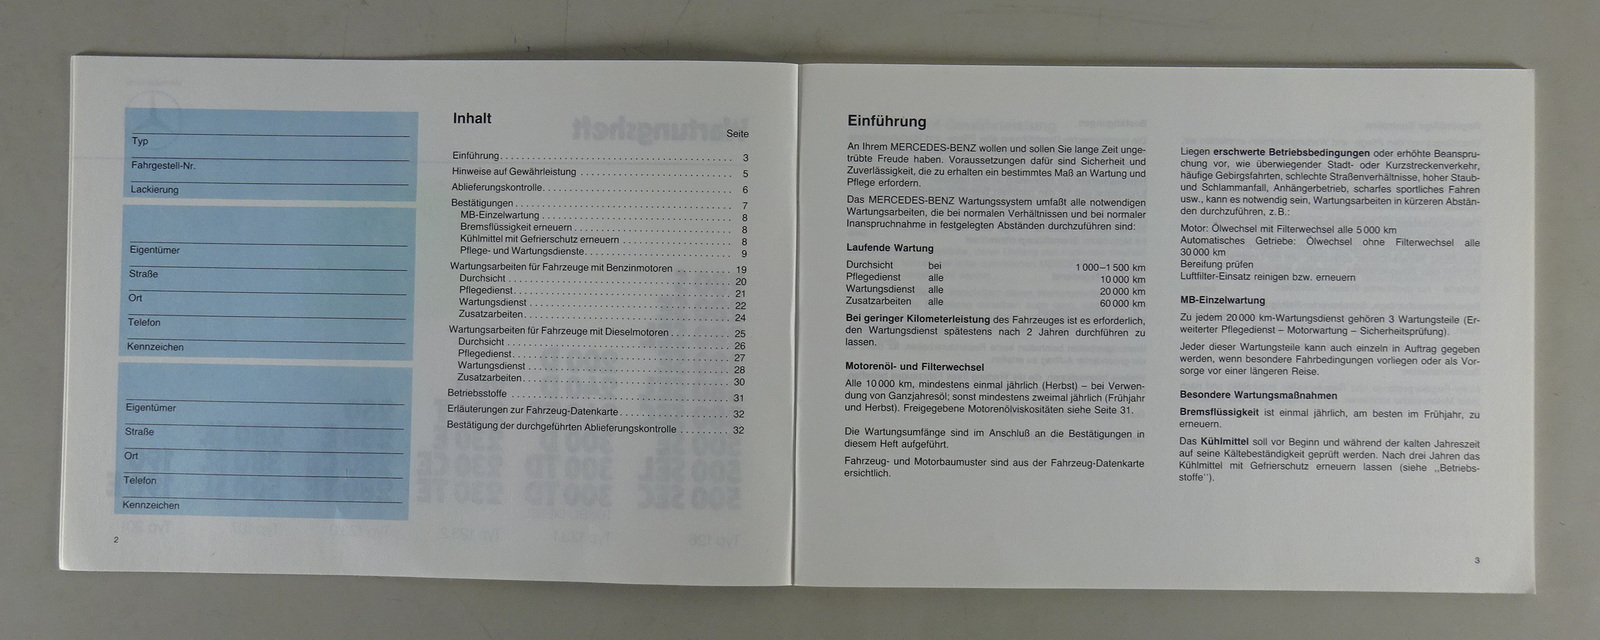 Typ
Fahrgestell-Nr.
Lackierung
Eigentümer
Straße
Ort
Telefon
Kennzeichen
Eigentümer
Straße
Ort
Telefon
Kennzeichen
2
Inhalt
Seite
Einführung 3
Hinweise auf Gewährleistung 5
Ablieferungskontrolle 6
Bestätigungen 7
MB-Einzelwartung 8
Bremsflüssigkeit erneuern 8
Kühlmittel mit Gefrierschutz erneuern 8
Pflege- und Wartungsdienste 9
Wartungsarbeiten für Fahrzeuge mit Benzinmotoren 19
Durchsicht 20
Pflegedienst 21
Wartungsdienst 22
Zusatzarbeiten 24
Wartungsarbeiten für Fahrzeuge mit Dieselmotoren 25
Durchsicht 26
Pflegedienst 27
Wartungsdienst 28
Zusatzarbeiten 30
Betriebsstoffe 31
Erläuterungen zur Fahrzeug-Datenkarte 32
Bestätigung der durchgeführten Ablieferungskontrolle 32
Einführung
An Ihrem MERCEDES-BENZ wollen und sollen Sie lange Zeit unge-
trübte Freude haben. Voraussetzungen dafür sind Sicherheit und
Zuverlässigkeit, die zu erhalten ein bestimmtes Maß an Wartung und
Pflege erfordern.
Das MERCEDES-BENZ Wartungssystem umfaßt alle notwendigen
Wartungsarbeiten, die bei normalen Verhältnissen und bei normaler
Inanspruchnahme in festgelegten Abständen durchzuführen sind:
Laufende Wartung
Durchsicht bei 1 000–1 500 km
Pflegedienst alle 10 000 km
Wartungsdienst alle 20 000 km
Zusatzarbeiten alle 60 000 km
Bei geringer Kilometerleistung des Fahrzeuges ist es erforderlich,
den Wartungsdienst spätestens nach 2 Jahren durchführen zu
lassen.
Motorenöl- und Filterwechsel
Alle 10 000 km, mindestens einmal jährlich (Herbst) – bei Verwen-
dung von Ganzjahresöl; sonst mindestens zweimal jährlich (Frühjahr
und Herbst). Freigegebene Motorenölviskositäten siehe Seite 31.
Die Wartungsumfänge sind im Anschluß an die Bestätigungen in
diesem Heft aufgeführt.
Fahrzeug- und Motorbaumuster sind aus der Fahrzeug-Datenkarte
ersichtlich.
Liegen erschwerte Betriebsbedingungen oder erhöhte Beanspru-
chung vor, wie überwiegender Stadt- oder Kurzstreckenverkehr,
häufige Gebirgsfahrten, schlechte Straßenverhältnisse, hoher Staub-
und Schlammanfall, Anhängerbetrieb, scharfes sportliches Fahren
usw., kann es notwendig sein, Wartungsarbeiten in kürzeren Abstän-
den durchzuführen, z.B.:
Motor: Ölwechsel mit Filterwechsel alle 5 000 km
Automatisches Getriebe: Ölwechsel ohne Filterwechsel alle
30 000 km
Bereifung prüfen
Luftfilter-Einsatz reinigen bzw. erneuern
MB-Einzelwartung
Zu jedem 20 000 km-Wartungsdienst gehören 3 Wartungsteile (Er-
weiterter Pflegedienst – Motorwartung – Sicherheitsprüfung).
Jeder dieser Wartungsteile kann auch einzeln in Auftrag gegeben
werden, wenn besondere Fahrbedingungen vorliegen oder als Vor-
sorge vor einer längeren Reise.
Besondere Wartungsmaßnahmen
Bremsflüssigkeit ist einmal jährlich, am besten im Frühjahr, zu
erneuern.
Das Kühlmittel soll vor Beginn und während der kalten Jahreszeit
auf seine Kältebeständigkeit geprüft werden. Nach drei Jahren das
Kühlmittel mit Gefrierschutz erneuern lassen (siehe „Betriebs-
stoffe").
3